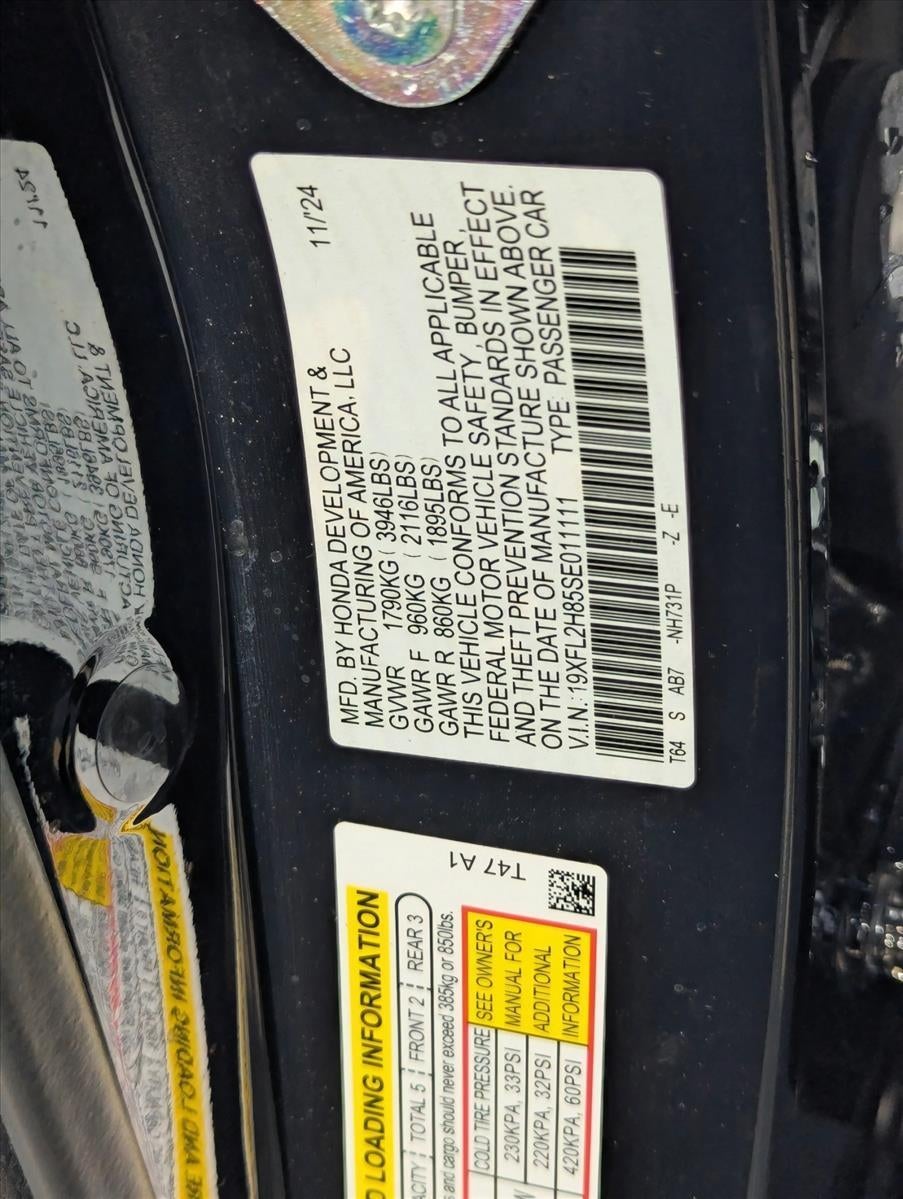 11/'24
MFD. BY HONDA DEVELOPMENT &
MANUFACTURING OF AMERICA, LLC
GVWR 1790KG (3946LBS)
GAWR F 960KG ( 2116LBS)
GAWR R 860KG ( 1895LBS)
THIS VEHICLE CONFORMS TO ALL APPLICABLE
FEDERAL MOTOR VEHICLE SAFETY , BUMPER ,
AND THEFT PREVENTION STANDARDS IN EFFECT
ON THE DATE OF MANUFACTURE SHOWN ABOVE.
V.I.N.: 19XFL2H85SE011111 TYPE: PASSENGER CAR
T64 S AB7 -NH731P -Z -E
T47 A1
LOADING INFORMATION
TOTAL 5 FRONT 2 REAR 3
and cargo should never exceed 385kg or 850lbs.
COLD TIRE PRESSURE SEE OWNER'S
230KPA, 33PSI MANUAL FOR
220KPA, 32PSI ADDITIONAL
420KPA, 60PSI INFORMATION